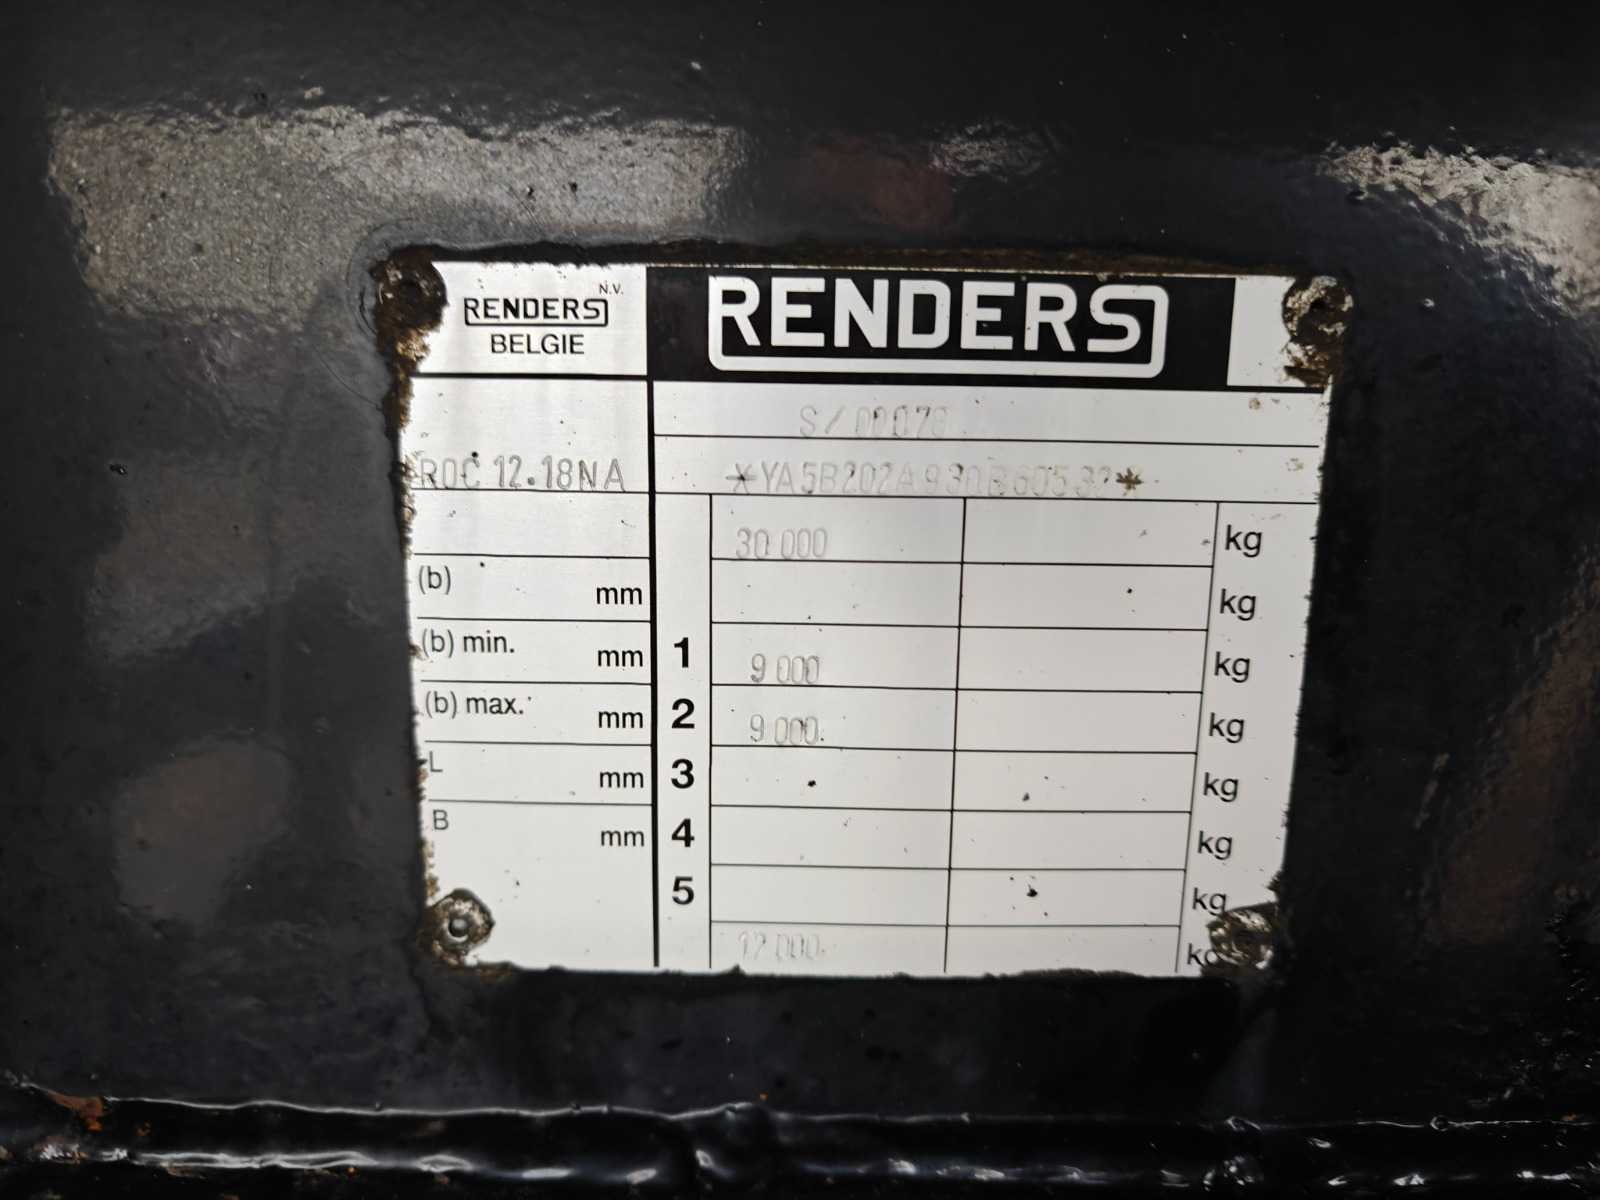 RENDERS N.V.
BELGIE
RENDERS
S/00070
ROC 12.18NA
*YA5B202A930B60532*
30 000 kg
(b) mm kg
(b) min. mm 1 9 000 kg
(b) max. mm 2 9 000 kg
L mm 3 kg
B mm 4 kg
5 kg
12 000 kg